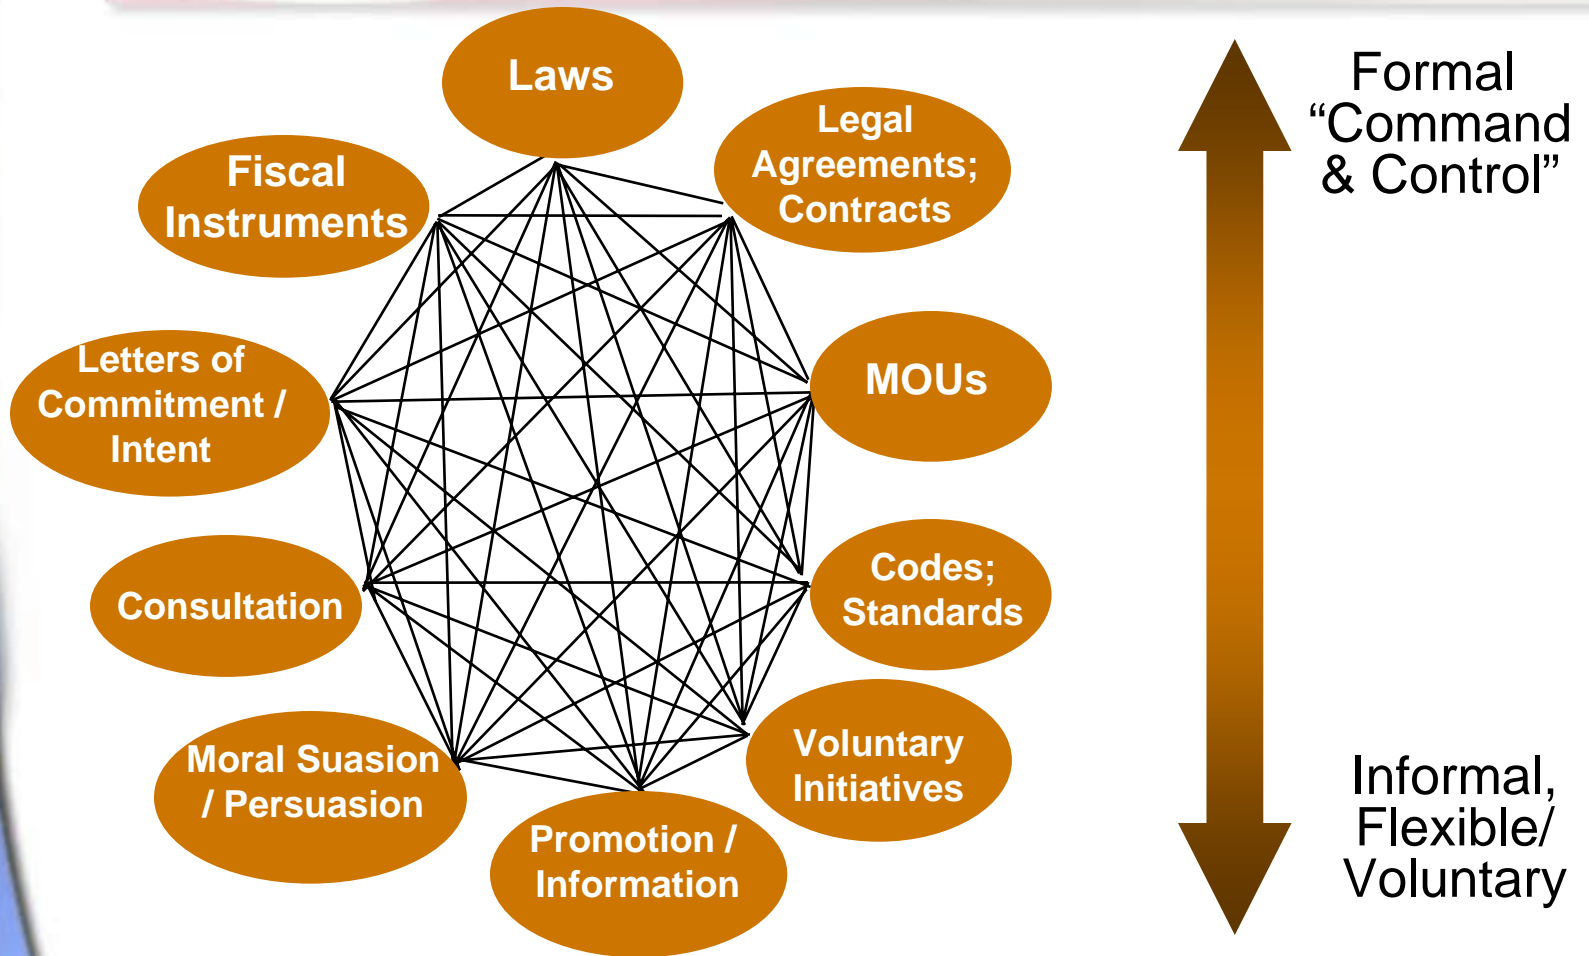 Laws
Legal
Agreements;
Contracts
Fiscal
Instruments
Letters of
Commitment /
Intent
MOUs
Consultation
Codes;
Standards
Moral Suasion
/ Persuasion
Voluntary
Initiatives
Promotion /
Information
Formal
“Command
& Control”
Informal,
Flexible/
Voluntary